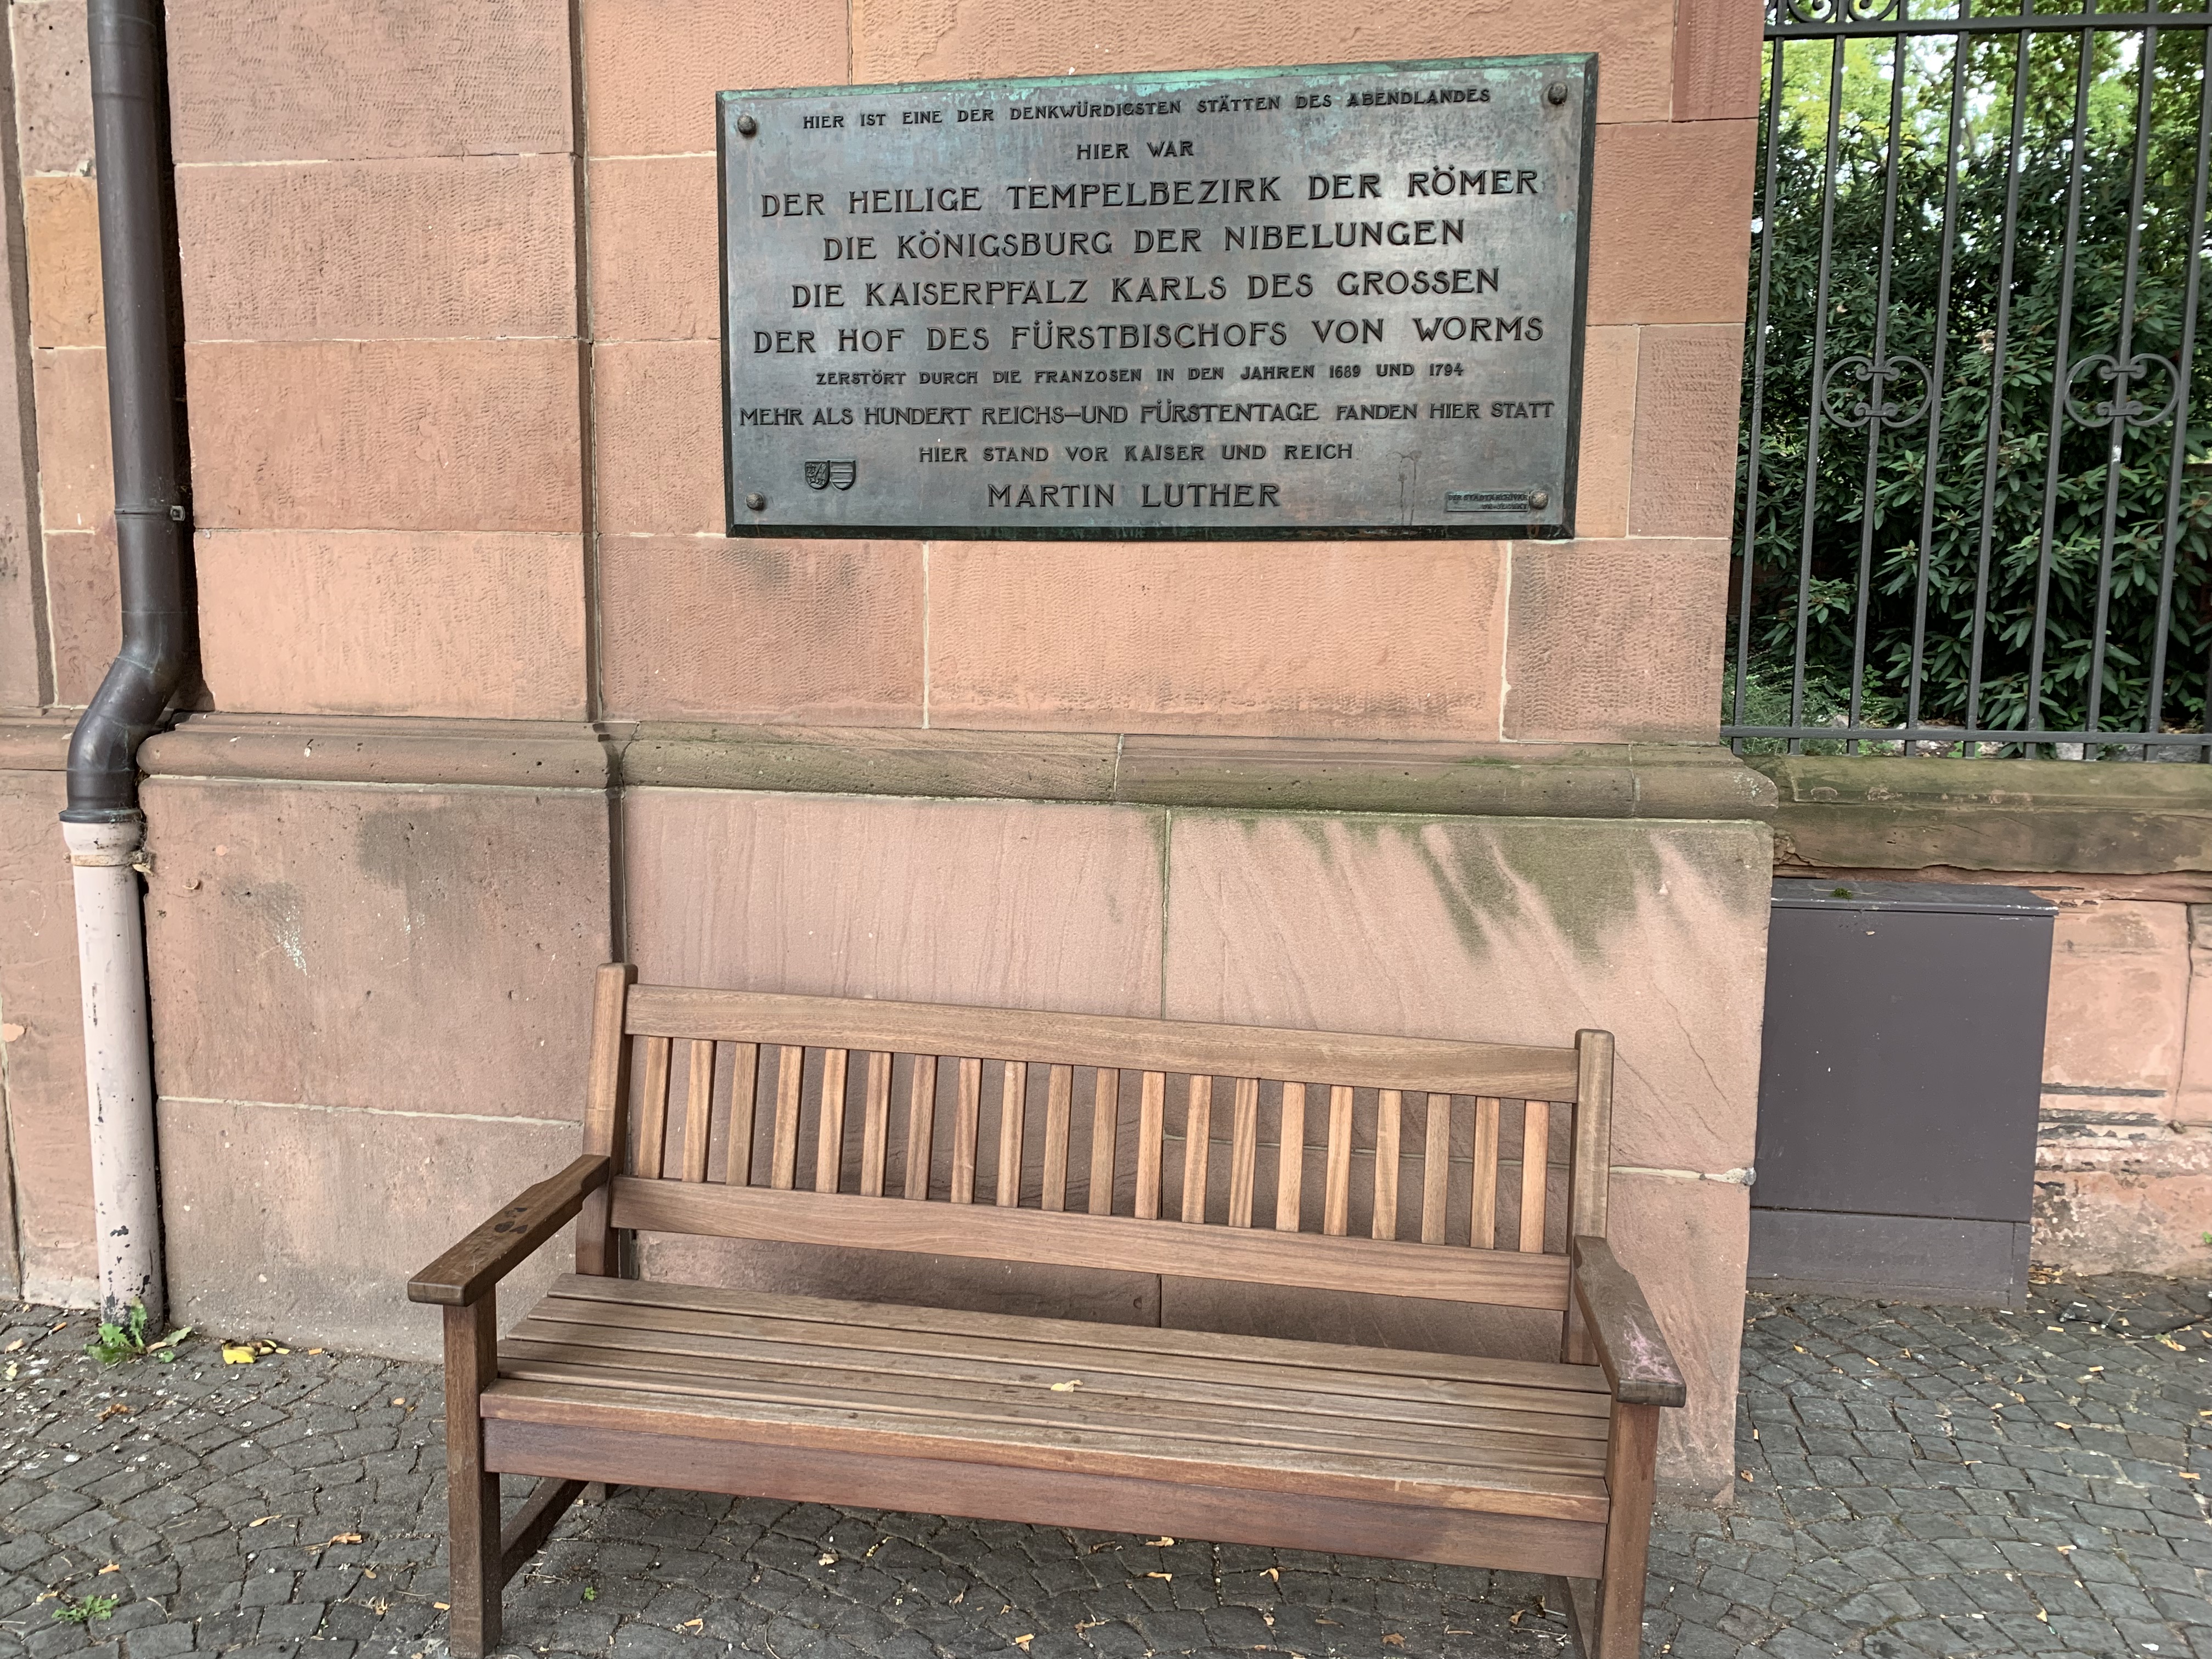 HIER IST EINE DER DENKWÜRDIGSTEN STÄTTEN DES ABENDLANDES
HIER WAR
DER HEILIGE TEMPELBEZIRK DER RÖMER
DIE KÖNIGSBURG DER NIBELUNGEN
DIE KAISERPFALZ KARLS DES GROSSEN
DER HOF DES FÜRSTBISCHOFS VON WORMS
ZERSTÖRT DURCH DIE FRANZOSEN IN DEN JAHREN 1689 UND 1794
MEHR ALS HUNDERT REICHS-UND FÜRSTENTAGE FANDEN HIER STATT
HIER STAND VOR KAISER UND REICH
MARTIN LUTHER